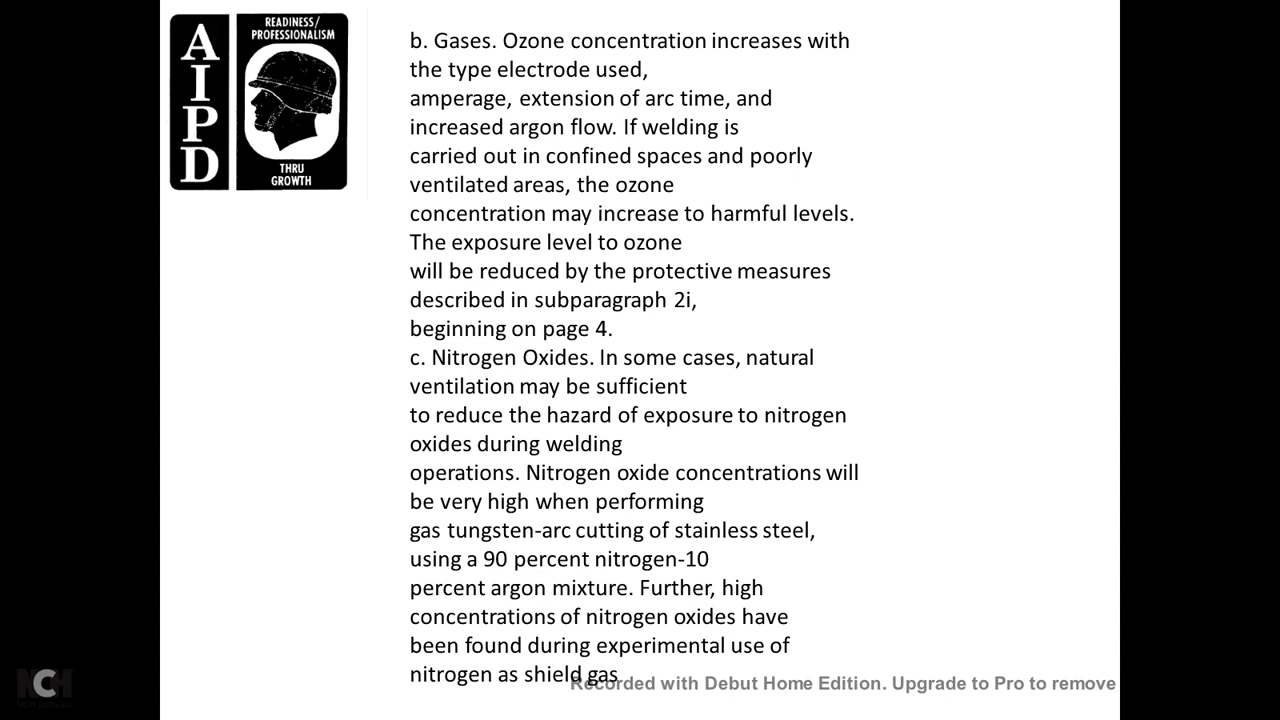 A
I
P
D
READINESS/
PROFESSIONALISM
THRU
GROWTH
b. Gases. Ozone concentration increases with
the type electrode used,
amperage, extension of arc time, and
increased argon flow. If welding is
carried out in confined spaces and poorly
ventilated areas, the ozone
concentration may increase to harmful levels.
The exposure level to ozone
will be reduced by the protective measures
described in subparagraph 2i,
beginning on page 4.
c. Nitrogen Oxides. In some cases, natural
ventilation may be sufficient
to reduce the hazard of exposure to nitrogen
oxides during welding
operations. Nitrogen oxide concentrations will
be very high when performing
gas tungsten-arc cutting of stainless steel,
using a 90 percent nitrogen-10
percent argon mixture. Further, high
concentrations of nitrogen oxides have
been found during experimental use of
nitrogen as shield gas
Recorded with Debut Home Edition. Upgrade to Pro to remove
NCH